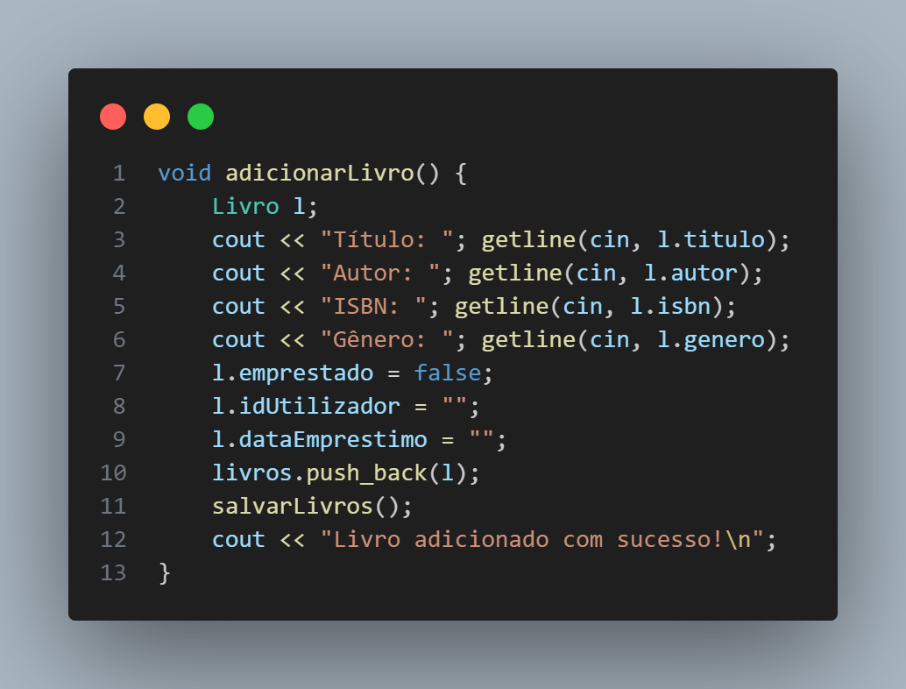 1 void adicionarLivro() {
2     Livro l;
3     cout << "Título: "; getline(cin, l.titulo);
4     cout << "Autor: "; getline(cin, l.autor);
5     cout << "ISBN: "; getline(cin, l.isbn);
6     cout << "Gênero: "; getline(cin, l.genero);
7     l.emprestado = false;
8     l.idUtilizador = "";
9     l.dataEmprestimo = "";
10     livros.push_back(l);
11     salvarLivros();
12     cout << "Livro adicionado com sucesso!\n";
13 }